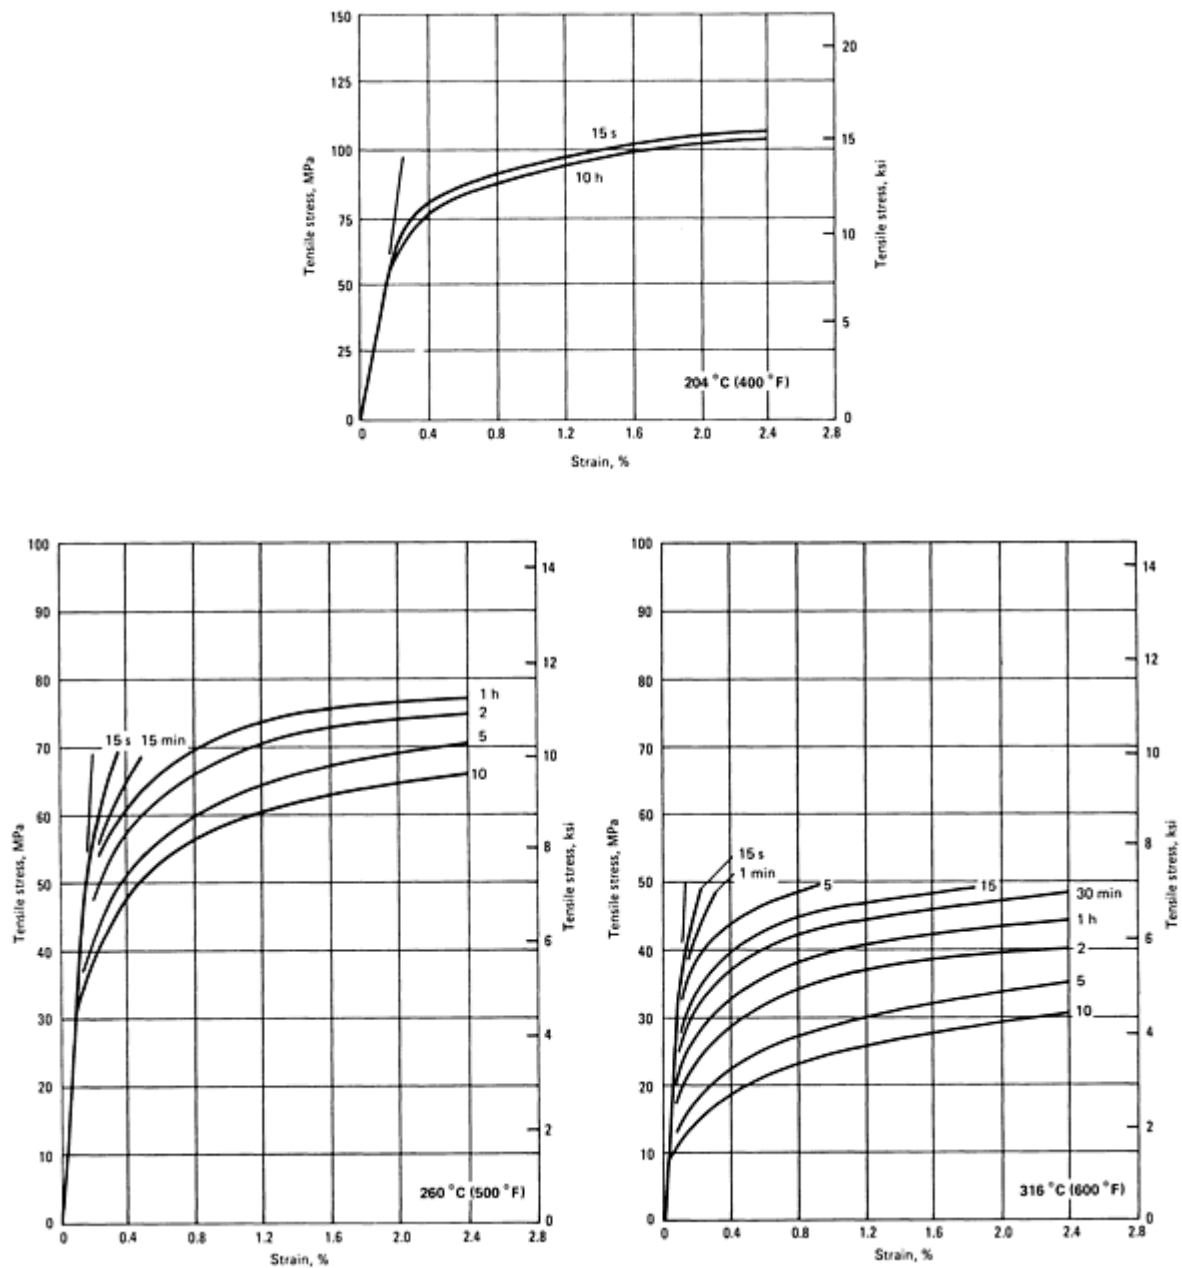 150
125
100
75
50
25
0
Tensile stress, MPa
20
15
10
5
0
Tensile stress, ksi
15 s
10 h
204 °C (400 °F)
0 0.4 0.8 1.2 1.6 2.0 2.4 2.8
Strain, %
100
90
80
70
60
50
40
30
20
10
0
Tensile stress, MPa
14
12
10
8
6
4
2
0
Tensile stress, ksi
15 s 15 min
1 h
2
5
10
260 °C (500 °F)
0 0.4 0.8 1.2 1.6 2.0 2.4 2.8
Strain, %
100
90
80
70
60
50
40
30
20
10
0
Tensile stress, MPa
14
12
10
8
6
4
2
0
Tensile stress, ksi
15 s
1 min
5
15
30 min
1 h
2
5
10
316 °C (600 °F)
0 0.4 0.8 1.2 1.6 2.0 2.4 2.8
Strain, %